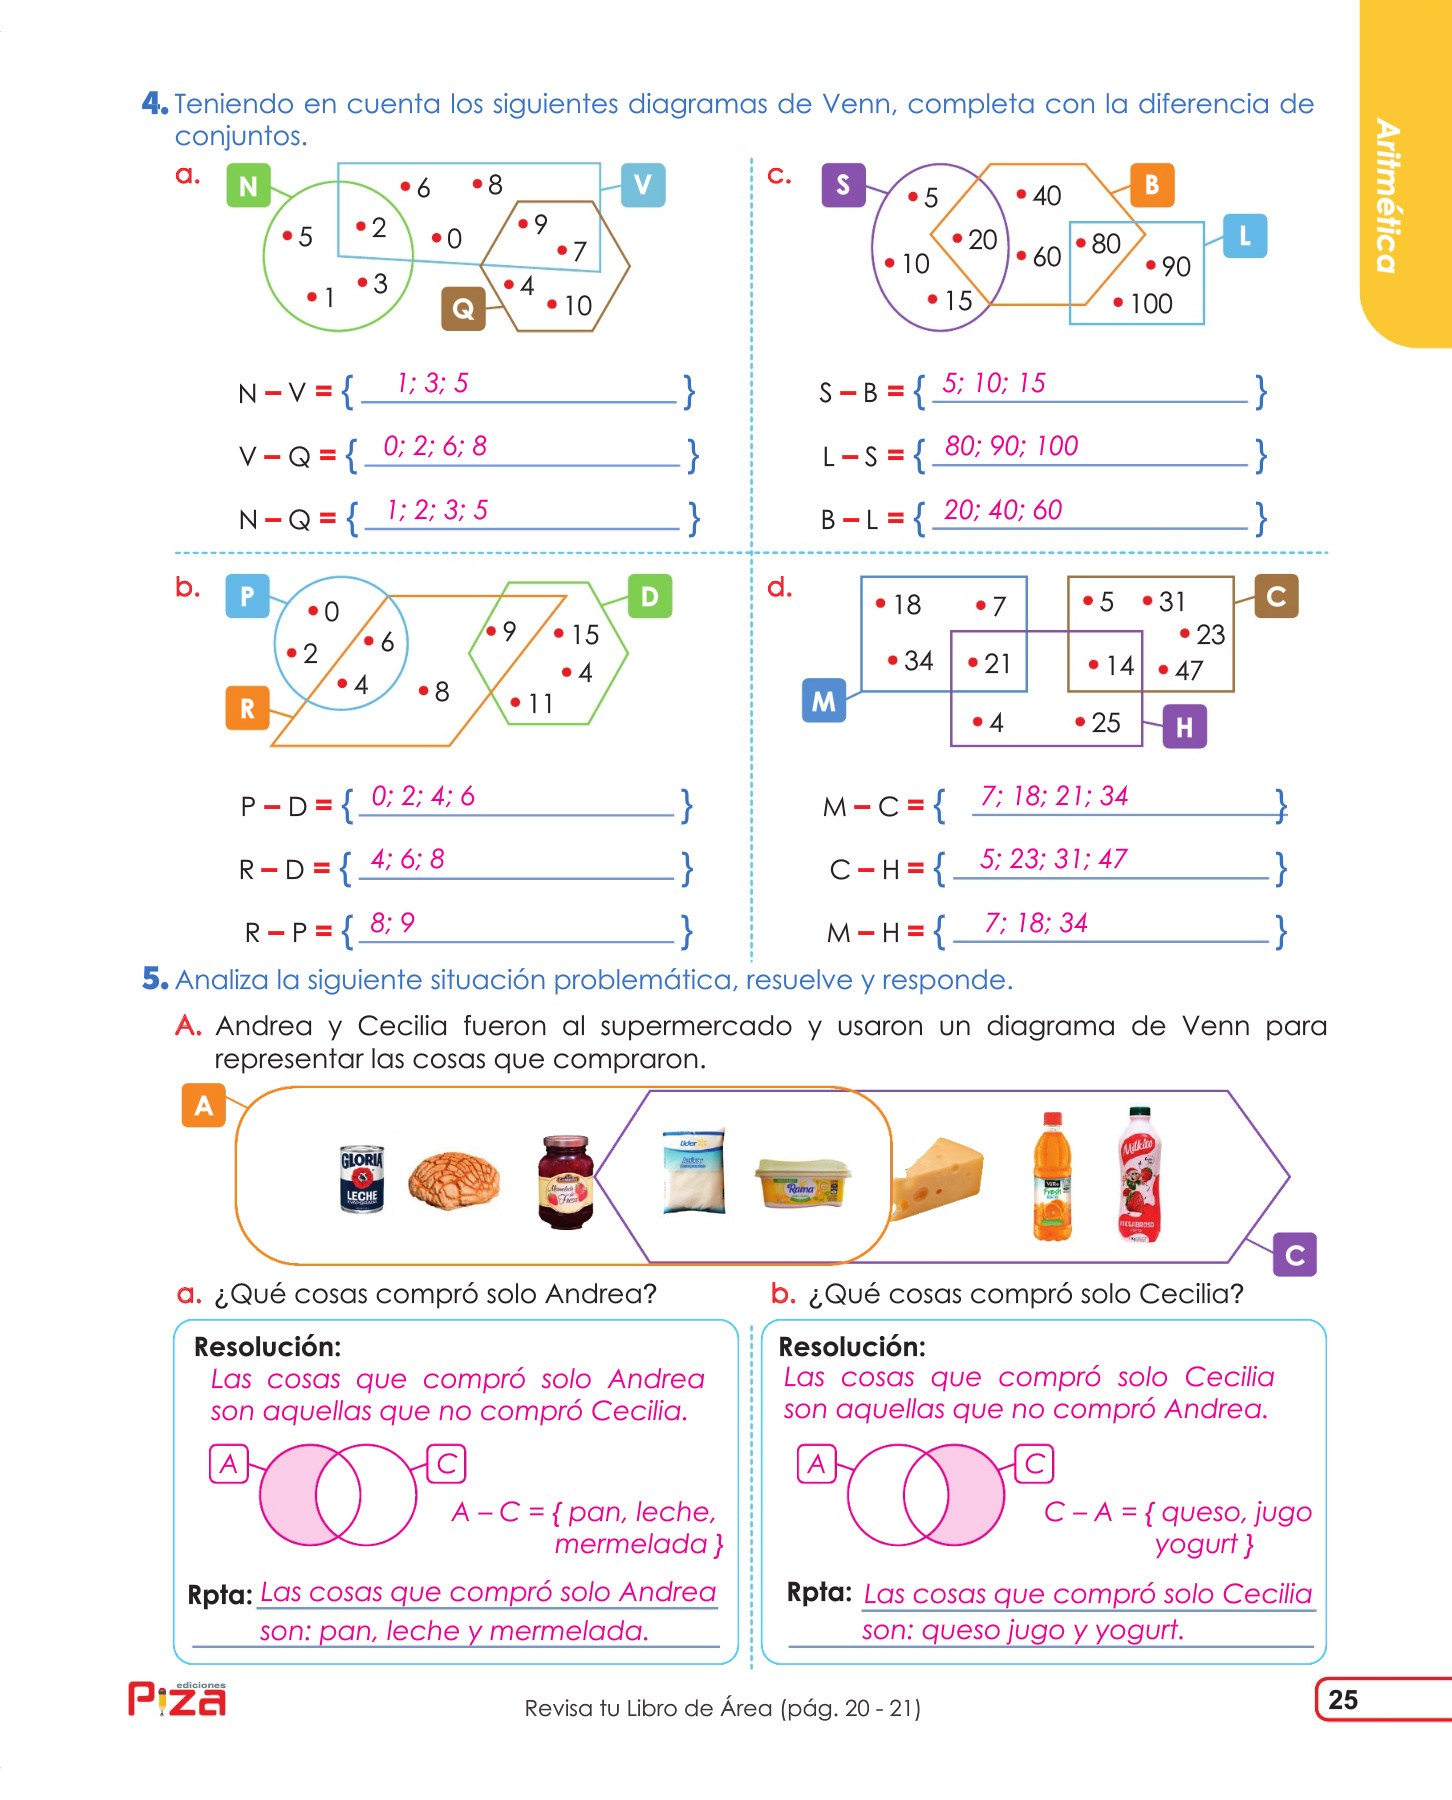 Aritmética
4. Teniendo en cuenta los siguientes diagramas de Venn, completa con la diferencia de
conjuntos.
a.
N
V
Q
6
8
5
2
0
9
7
1
3
4
10
N – V = { 1; 3; 5 }
V – Q = { 0; 2; 6; 8 }
N – Q = { 1; 2; 3; 5 }
c.
S
B
L
5
40
20
10
60
80
90
15
100
S – B = { 5; 10; 15 }
L – S = { 80; 90; 100 }
B – L = { 20; 40; 60 }
b.
P
D
R
0
6
2
4
8
9
15
4
11
P – D = { 0; 2; 4; 6 }
R – D = { 4; 6; 8 }
R – P = { 8; 9 }
d.
M
C
H
18
7
5
31
23
34
21
14
47
4
25
M – C = { 7; 18; 21; 34 }
C – H = { 5; 23; 31; 47 }
M – H = { 7; 18; 34 }
5. Analiza la siguiente situación problemática, resuelve y responde.
A. Andrea y Cecilia fueron al supermercado y usaron un diagrama de Venn para
representar las cosas que compraron.
A
GLORIA
LECHE
Mermelada
de
Fresa
Líder
Azúcar
Rama
Fresh
Milkito
C
a. ¿Qué cosas compró solo Andrea?
Resolución:
Las cosas que compró solo Andrea
son aquellas que no compró Cecilia.
A
C
A – C = { pan, leche,
mermelada }
Rpta: Las cosas que compró solo Andrea
son: pan, leche y mermelada.
b. ¿Qué cosas compró solo Cecilia?
Resolución:
Las cosas que compró solo Cecilia
son aquellas que no compró Andrea.
A
C
C – A = { queso, jugo
yogurt }
Rpta: Las cosas que compró solo Cecilia
son: queso jugo y yogurt.
ediciones
Piza
Revisa tu Libro de Área (pág. 20 - 21)
25